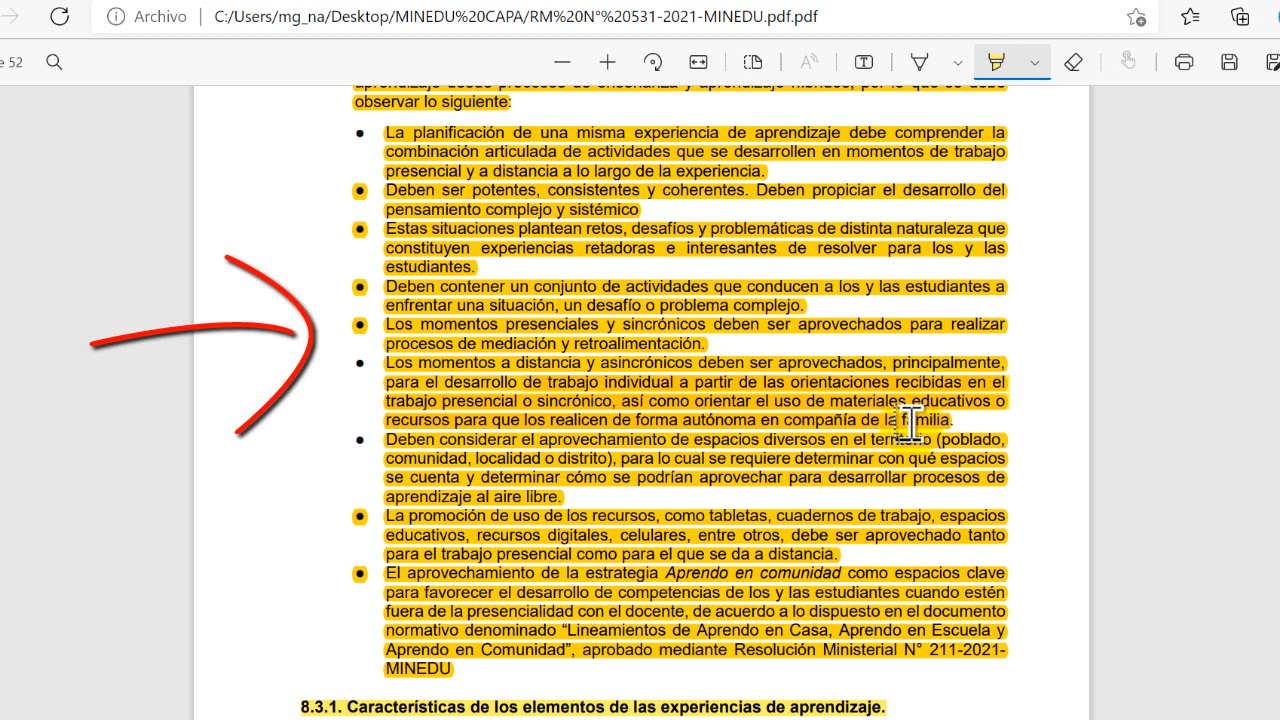 Archivo
C:/Users/mg_na/Desktop/MINEDU%20CAPA/RM%20N°%20531-2021-MINEDU.pdf.pdf
e 52
observar lo siguiente:
● La planificación de una misma experiencia de aprendizaje debe comprender la
combinación articulada de actividades que se desarrollen en momentos de trabajo
presencial y a distancia a lo largo de la experiencia.
● Deben ser potentes, consistentes y coherentes. Deben propiciar el desarrollo del
pensamiento complejo y sistémico
● Estas situaciones plantean retos, desafíos y problemáticas de distinta naturaleza que
constituyen experiencias retadoras e interesantes de resolver para los y las
estudiantes.
● Deben contener un conjunto de actividades que conducen a los y las estudiantes a
enfrentar una situación, un desafío o problema complejo.
● Los momentos presenciales y sincrónicos deben ser aprovechados para realizar
procesos de mediación y retroalimentación.
● Los momentos a distancia y asincrónicos deben ser aprovechados, principalmente,
para el desarrollo de trabajo individual a partir de las orientaciones recibidas en el
trabajo presencial o sincrónico, así como orientar el uso de materiales educativos o
recursos para que los realicen de forma autónoma en compañía de la familia.
● Deben considerar el aprovechamiento de espacios diversos en el territorio (poblado,
comunidad, localidad o distrito), para lo cual se requiere determinar con qué espacios
se cuenta y determinar cómo se podrían aprovechar para desarrollar procesos de
aprendizaje al aire libre.
● La promoción de uso de los recursos, como tabletas, cuadernos de trabajo, espacios
educativos, recursos digitales, celulares, entre otros, debe ser aprovechado tanto
para el trabajo presencial como para el que se da a distancia.
● El aprovechamiento de la estrategia Aprendo en comunidad como espacios clave
para favorecer el desarrollo de competencias de los y las estudiantes cuando estén
fuera de la presencialidad con el docente, de acuerdo a lo dispuesto en el documento
normativo denominado “Lineamientos de Aprendo en Casa, Aprendo en Escuela y
Aprendo en Comunidad”, aprobado mediante Resolución Ministerial N° 211-2021-
MINEDU
8.3.1. Características de los elementos de las experiencias de aprendizaje.